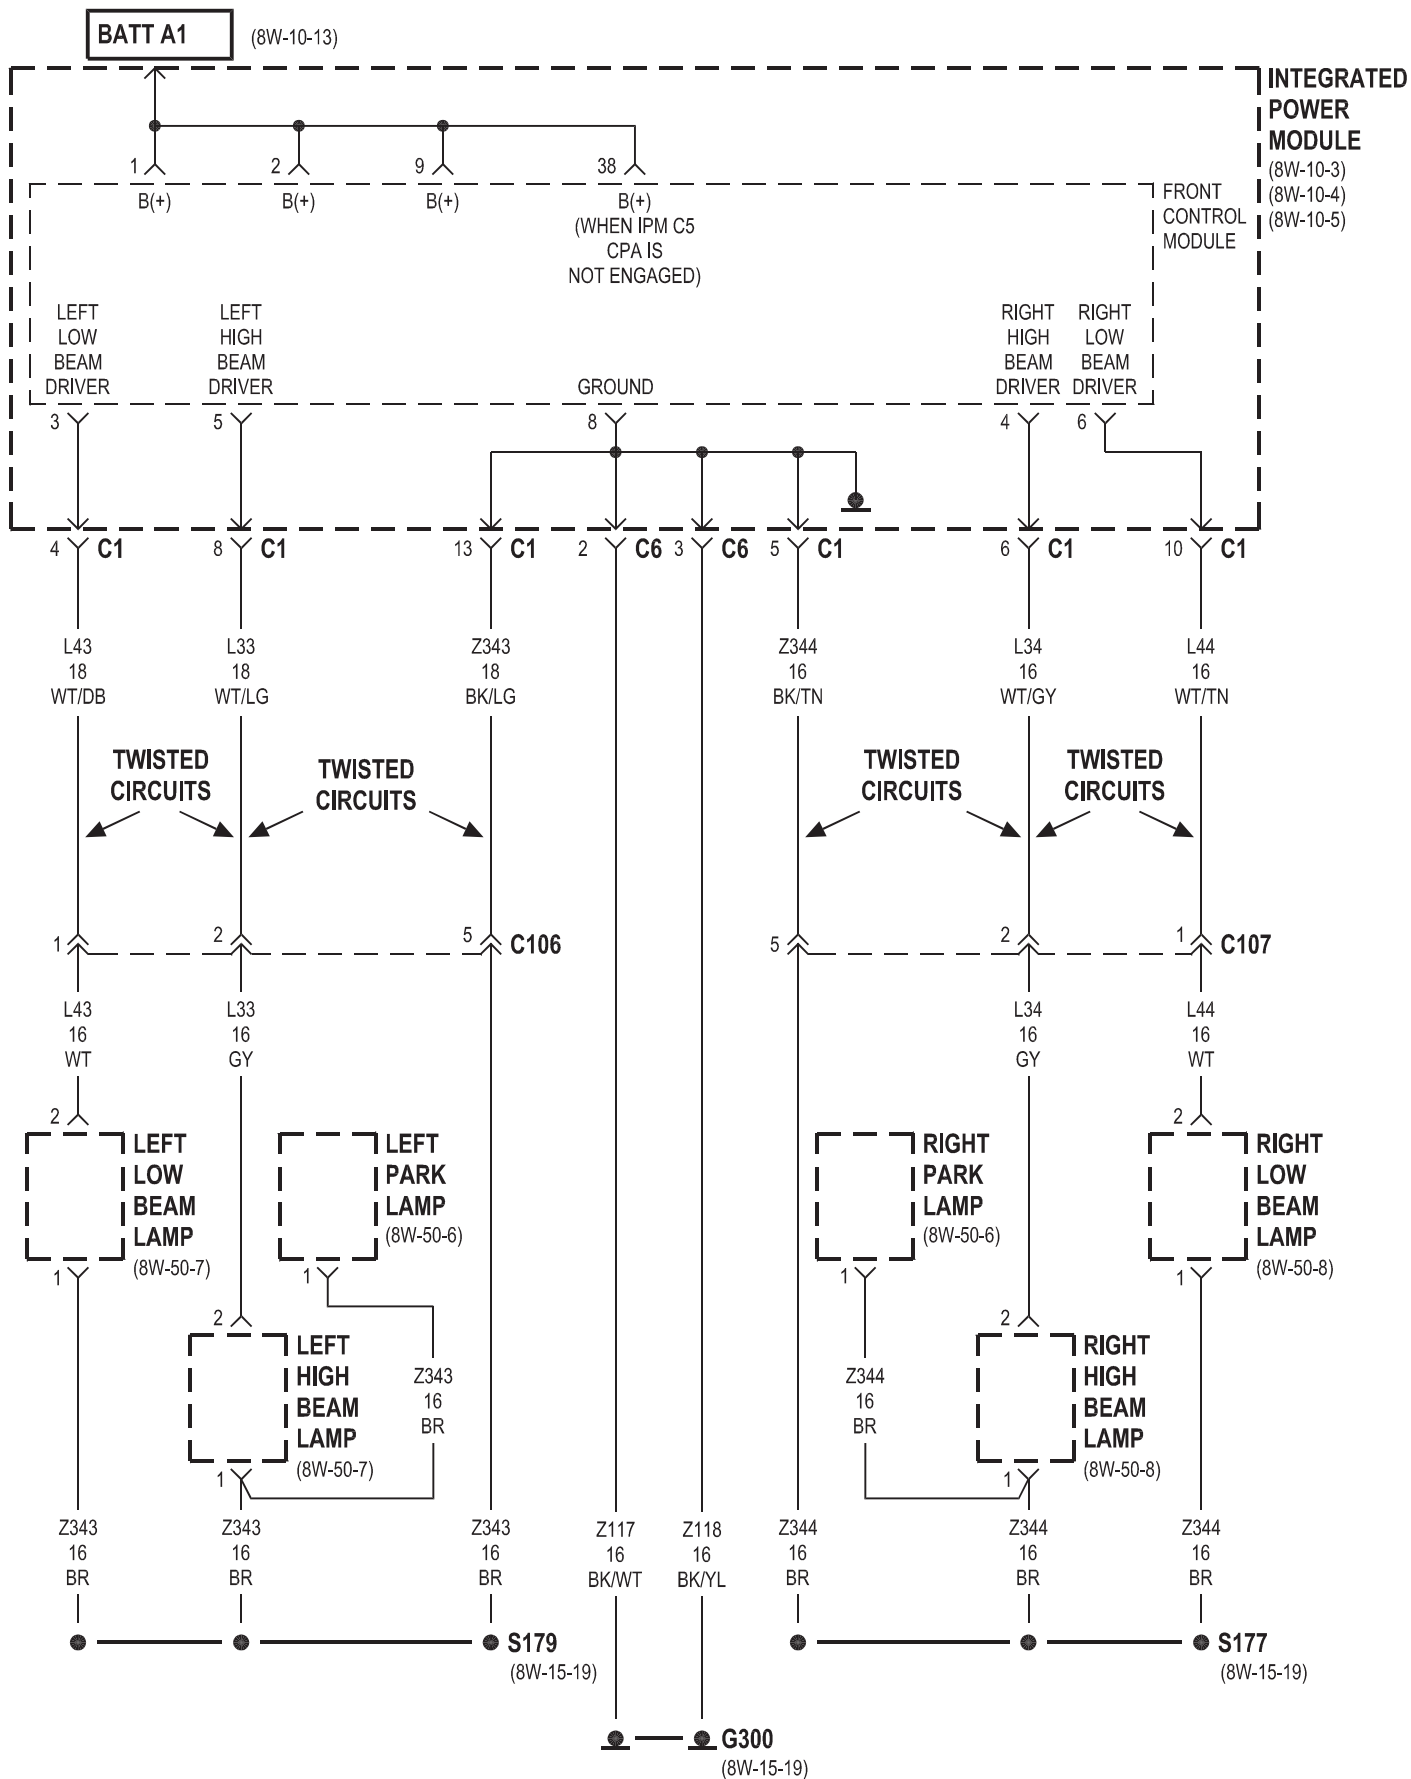 BATT A1 (8W-10-13)
INTEGRATED
POWER
MODULE
(8W-10-3)
(8W-10-4)
(8W-10-5)
1 2 9 38
B(+) B(+) B(+) B(+)
(WHEN IPM C5
CPA IS
NOT ENGAGED)
FRONT
CONTROL
MODULE
LEFT
LOW
BEAM
DRIVER
LEFT
HIGH
BEAM
DRIVER
GROUND
RIGHT
HIGH
BEAM
DRIVER
RIGHT
LOW
BEAM
DRIVER
3 5 8 4 6
4 C1 8 C1 13 C1 2 C6 3 C6 5 C1 6 C1 10 C1
L43
18
WT/DB
L33
18
WT/LG
Z343
18
BK/LG
Z344
16
BK/TN
L34
16
WT/GY
L44
16
WT/TN
TWISTED
CIRCUITS
TWISTED
CIRCUITS
TWISTED
CIRCUITS
TWISTED
CIRCUITS
1 2 5 C106 5 2 1 C107
L43
16
WT
L33
16
GY
L34
16
GY
L44
16
WT
2
LEFT
LOW
BEAM
LAMP
(8W-50-7)
1
LEFT
PARK
LAMP
(8W-50-6)
1
RIGHT
PARK
LAMP
(8W-50-6)
1
2
RIGHT
LOW
BEAM
LAMP
(8W-50-8)
1
2
LEFT
HIGH
BEAM
LAMP
(8W-50-7)
1
Z343
16
BR
Z344
16
BR
2
RIGHT
HIGH
BEAM
LAMP
(8W-50-8)
1
Z343
16
BR
Z343
16
BR
Z343
16
BR
Z117
16
BK/WT
Z118
16
BK/YL
Z344
16
BR
Z344
16
BR
Z344
16
BR
S179
(8W-15-19)
S177
(8W-15-19)
G300
(8W-15-19)